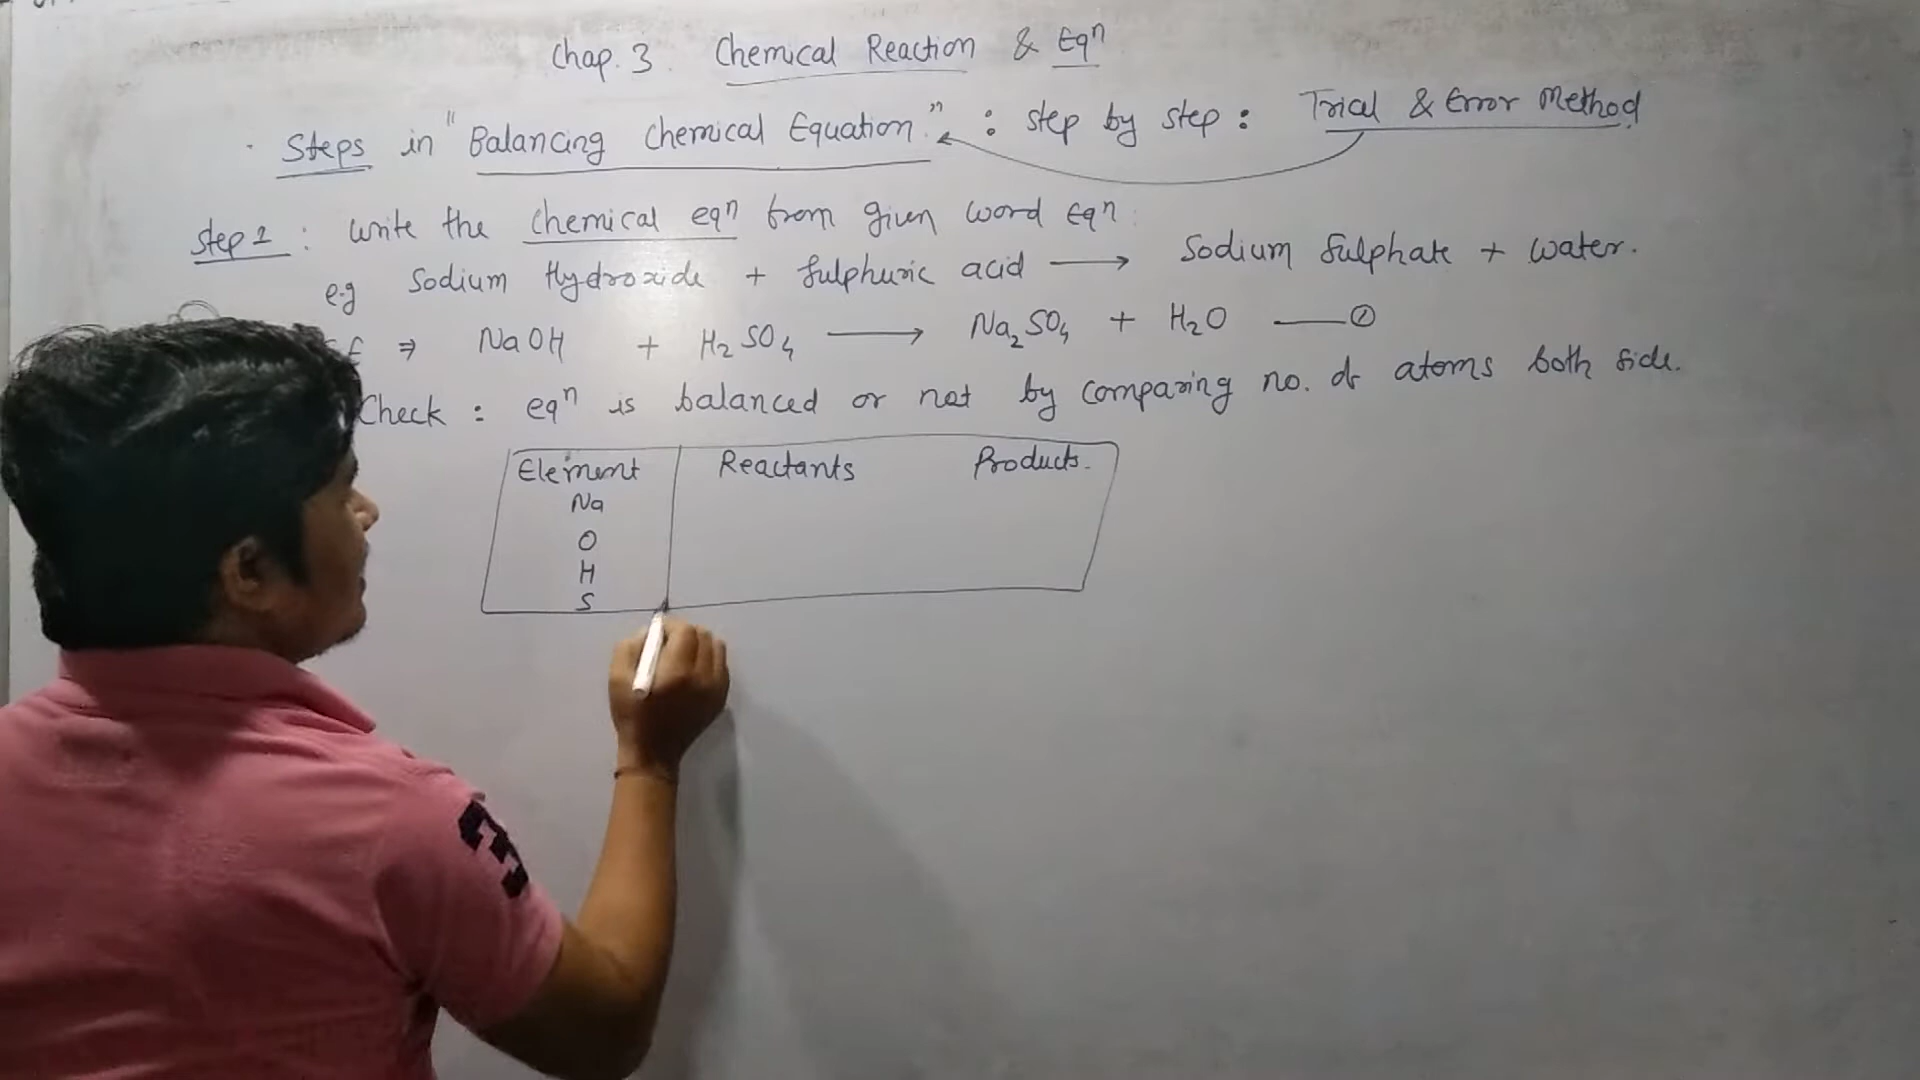 Chap. 3. Chemical Reaction & Eqⁿ
Steps in "Balancing Chemical Equation." : step by step : Trial & Error Method
Step 1 : Write the chemical eqⁿ from given word Eqⁿ.
e.g Sodium Hydroxide + Sulphuric acid ⟶ Sodium Sulphate + water.
⇒ NaOH + H₂SO₄ ⟶ Na₂SO₄ + H₂O —①
Check : eqⁿ is balanced or not by comparing no. of atoms both side.
Element Reactants Products.
Na
O
H
S